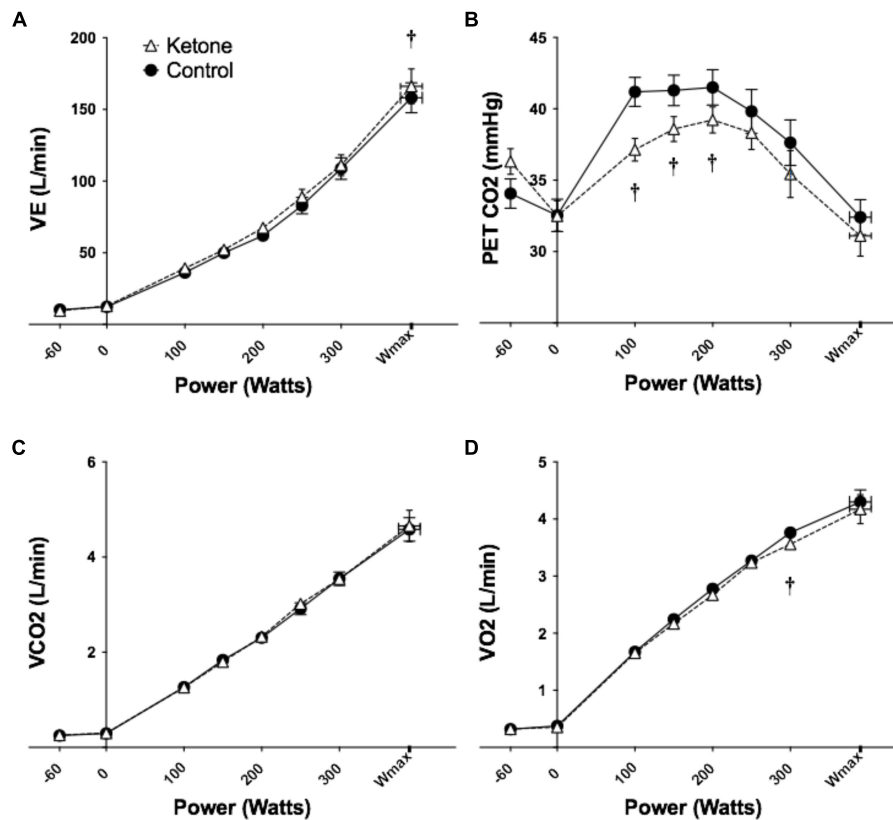 A
VE (L/min)
200
150
100
50
Ketone
Control
†
-60
0
100
200
300
Wmax
Power (Watts)
B
PET CO2 (mmHg)
45
40
35
30
†
†
†
-60
0
100
200
300
Wmax
Power (Watts)
C
VCO2 (L/min)
6
4
2
-60
0
100
200
300
Wmax
Power (Watts)
D
VO2 (L/min)
5
4
3
2
1
†
-60
0
100
200
300
Wmax
Power (Watts)